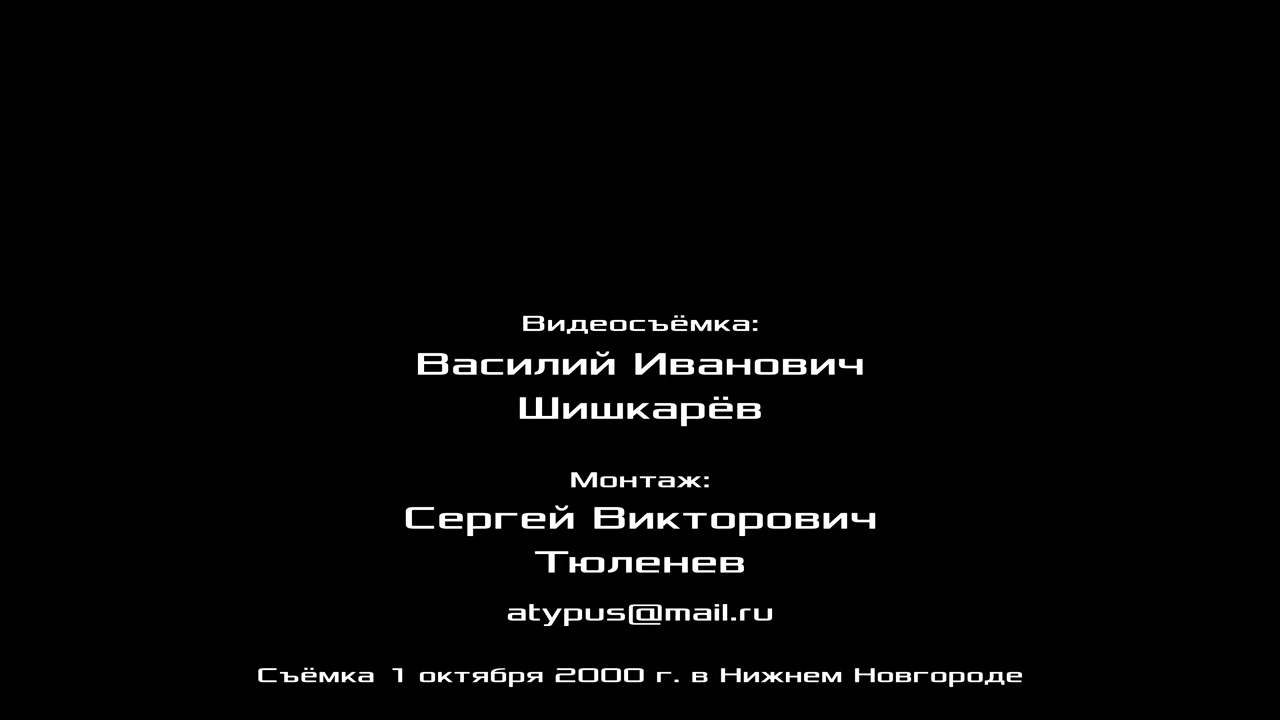 Видеосъёмка:
Василий Иванович
Шишкарёв
Монтаж:
Сергей Викторович
Тюленев
atypus@mail.ru
Съёмка 1 октября 2000 г. в Нижнем Новгороде